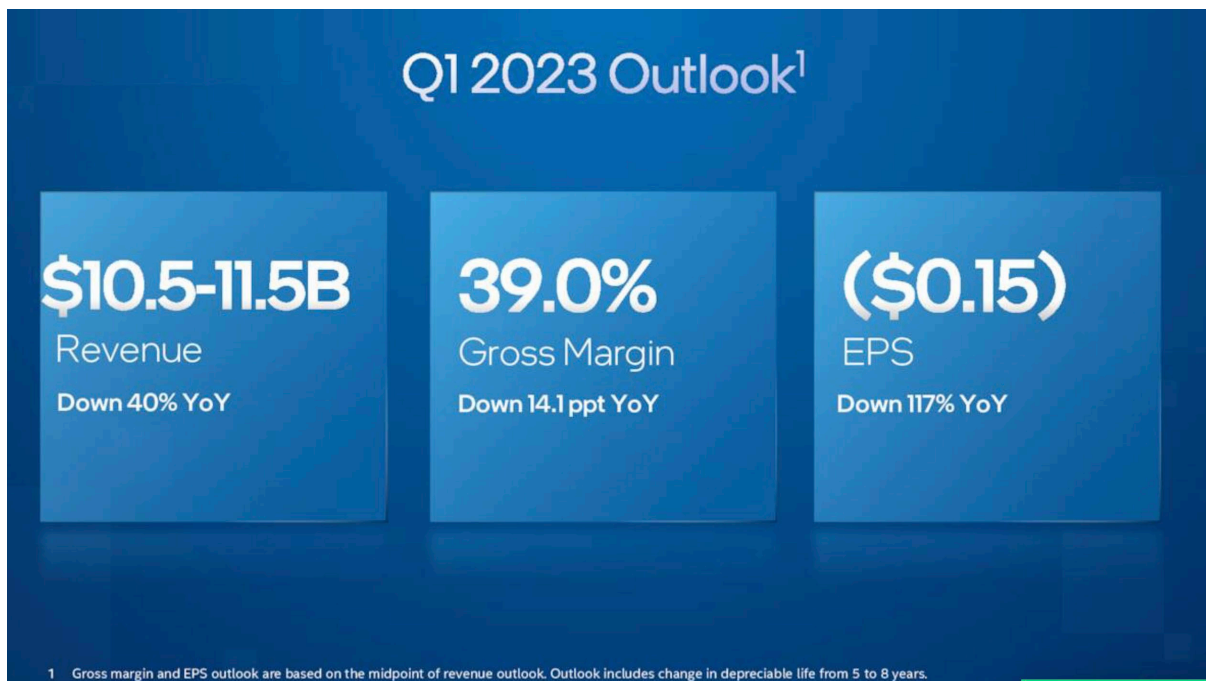 Q1 2023 Outlook¹
$10.5-11.5B
Revenue
Down 40% YoY
39.0%
Gross Margin
Down 14.1 ppt YoY
($0.15)
EPS
Down 117% YoY
1 Gross margin and EPS outlook are based on the midpoint of revenue outlook. Outlook includes change in depreciable life from 5 to 8 years.